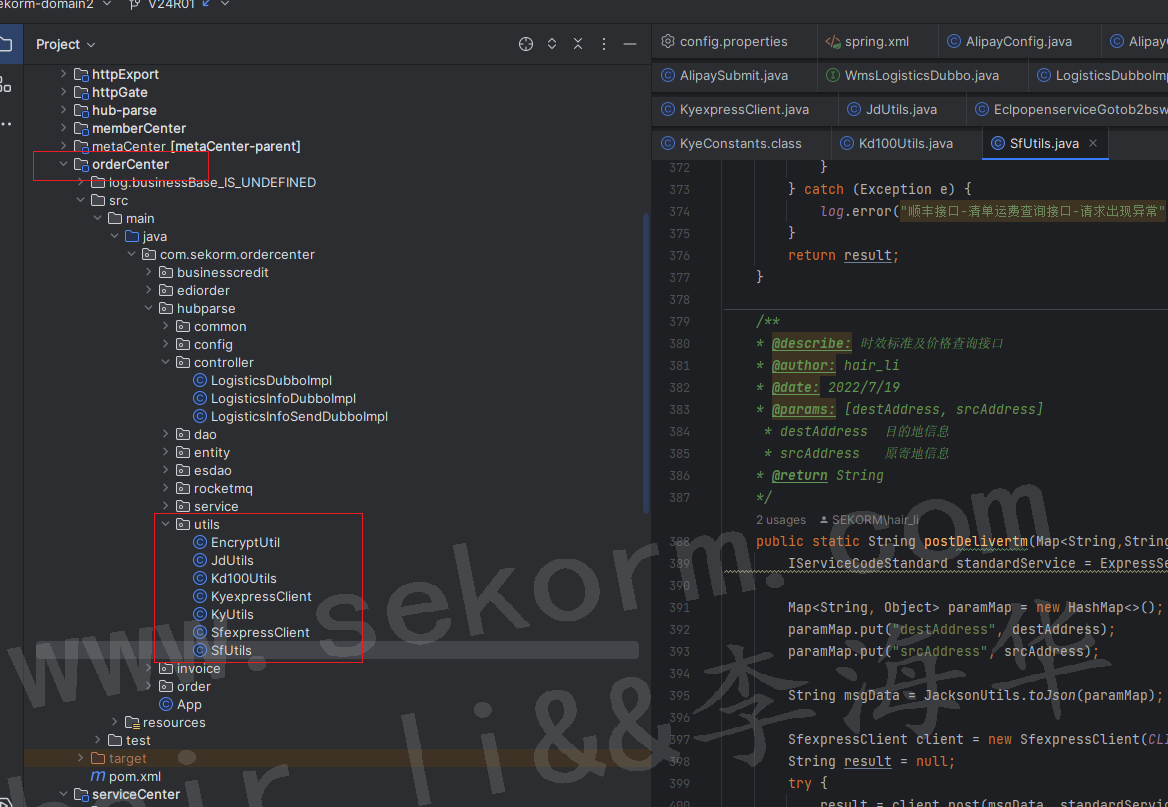 ekorm-domain2 V24R01
Project
httpExport
httpGate
hub-parse
memberCenter
metaCenter [metaCenter-parent]
orderCenter
log.businessBase_IS_UNDEFINED
src
main
java
com.sekorm.ordercenter
businesscredit
ediorder
hubparse
common
config
controller
LogisticsDubboImpl
LogisticsInfoDubboImpl
LogisticsInfoSendDubboImpl
dao
entity
esdao
rocketmq
service
utils
EncryptUtil
JdUtils
Kd100Utils
KyexpressClient
KyUtils
SfexpressClient
SfUtils
invoice
order
App
resources
test
target
pom.xml
serviceCenter
config.properties spring.xml AlipayConfig.java Alipay
AlipaySubmit.java WmsLogisticsDubbo.java LogisticsDubboImp
KyexpressClient.java JdUtils.java EclpopenserviceGotob2bsw
KyeConstants.class Kd100Utils.java SfUtils.java
372 }
373 } catch (Exception e) {
374 log.error("顺丰接口-清单运费查询接口-请求出现异常"
375 }
376 return result;
377 }
378
379 /**
380 * @describe: 时效标准及价格查询接口
381 * @author: hair_li
382 * @date: 2022/7/19
383 * @params: [destAddress, srcAddress]
384 * destAddress 目的地信息
385 * srcAddress 原寄地信息
386 * @return String
387 */
2 usages SEKORM\hair_li
388 public static String postDelivertm(Map<String,String
389 IServiceCodeStandard standardService = ExpressSe
390
391 Map<String, Object> paramMap = new HashMap<>();
392 paramMap.put("destAddress", destAddress);
393 paramMap.put("srcAddress", srcAddress);
394
395 String msgData = JacksonUtils.toJson(paramMap);
396
397 SfexpressClient client = new SfexpressClient(CLI
398 String result = null;
399 try {
400 result = client.post(msgData, standardServic
www.sekorm.com
hair_li&&李海华